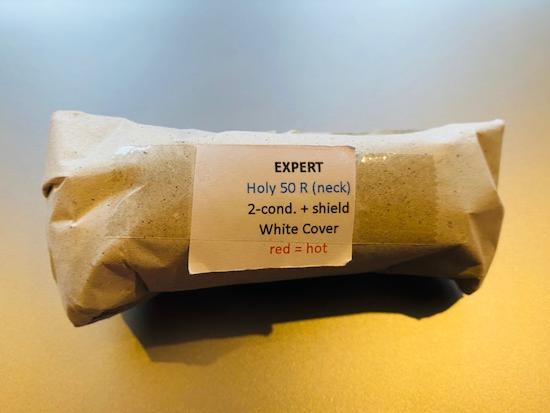 EXPERT
Holy 50 R (neck)
2-cond. + shield
White Cover
red = hot